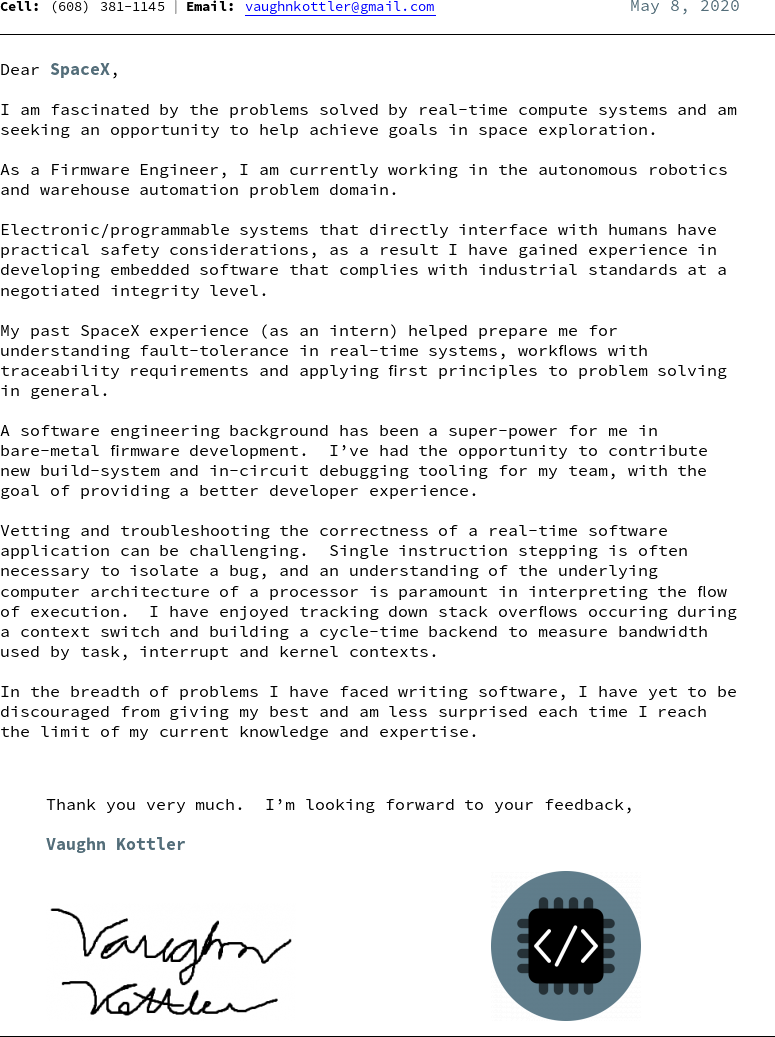 Cell: (608) 381-1145 | Email: vaughnkottler@gmail.com May 8, 2020
Dear SpaceX,
I am fascinated by the problems solved by real-time compute systems and am
seeking an opportunity to help achieve goals in space exploration.
As a Firmware Engineer, I am currently working in the autonomous robotics
and warehouse automation problem domain.
Electronic/programmable systems that directly interface with humans have
practical safety considerations, as a result I have gained experience in
developing embedded software that complies with industrial standards at a
negotiated integrity level.
My past SpaceX experience (as an intern) helped prepare me for
understanding fault-tolerance in real-time systems, workflows with
traceability requirements and applying first principles to problem solving
in general.
A software engineering background has been a super-power for me in
bare-metal firmware development.  I've had the opportunity to contribute
new build-system and in-circuit debugging tooling for my team, with the
goal of providing a better developer experience.
Vetting and troubleshooting the correctness of a real-time software
application can be challenging.  Single instruction stepping is often
necessary to isolate a bug, and an understanding of the underlying
computer architecture of a processor is paramount in interpreting the flow
of execution.  I have enjoyed tracking down stack overflows occuring during
a context switch and building a cycle-time backend to measure bandwidth
used by task, interrupt and kernel contexts.
In the breadth of problems I have faced writing software, I have yet to be
discouraged from giving my best and am less surprised each time I reach
the limit of my current knowledge and expertise.
Thank you very much.  I'm looking forward to your feedback,
Vaughn Kottler
Vaughn
Kottler
</>